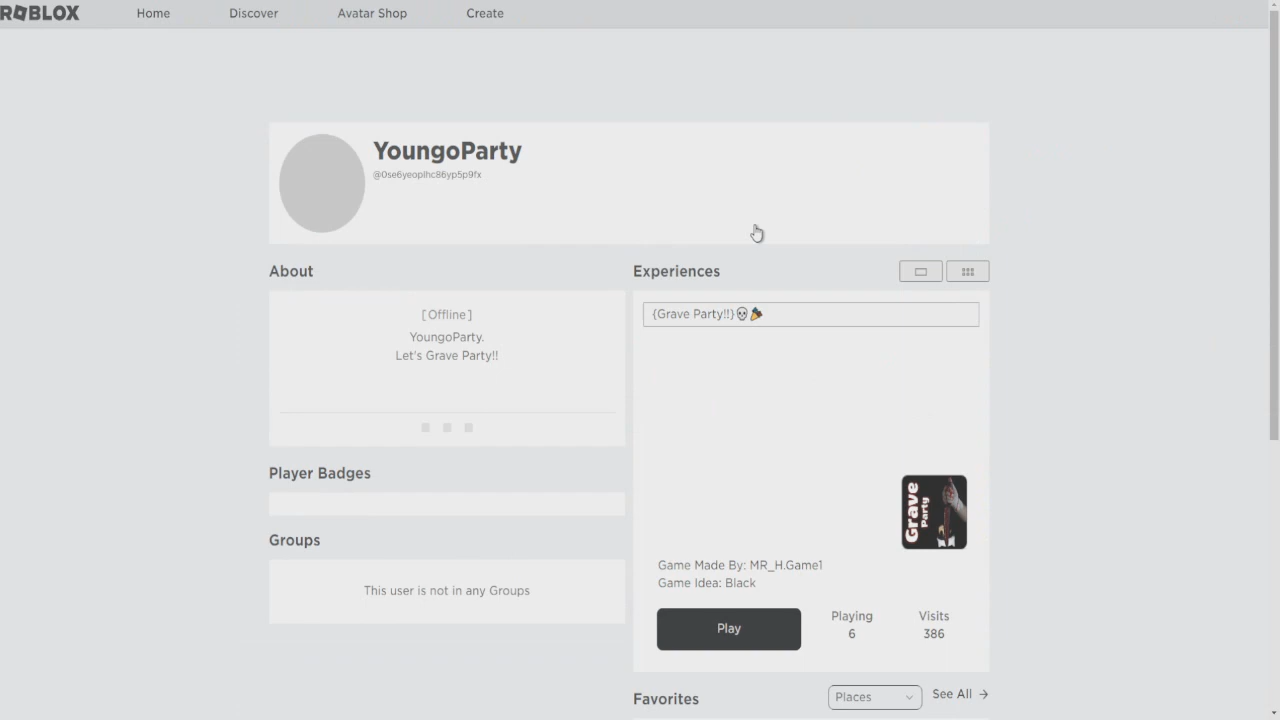 ROBLOX
Home
Discover
Avatar Shop
Create
YoungoParty
@0se6yeoplhc86yp5p9fx
About
[Offline]
YoungoParty.
Let's Grave Party!!
Player Badges
Groups
This user is not in any Groups
Experiences
{Grave Party!!}💀🎉
Grave
Party
Game Made By: MR_H.Game1
Game Idea: Black
Play
Playing
6
Visits
386
Favorites
Places
See All →